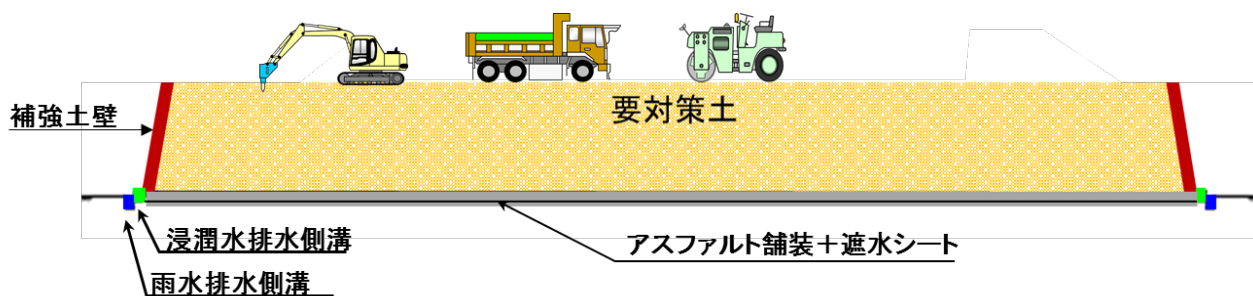 要対策土
補強土壁
浸潤水排水側溝
アスファルト舗装＋遮水シート
雨水排水側溝